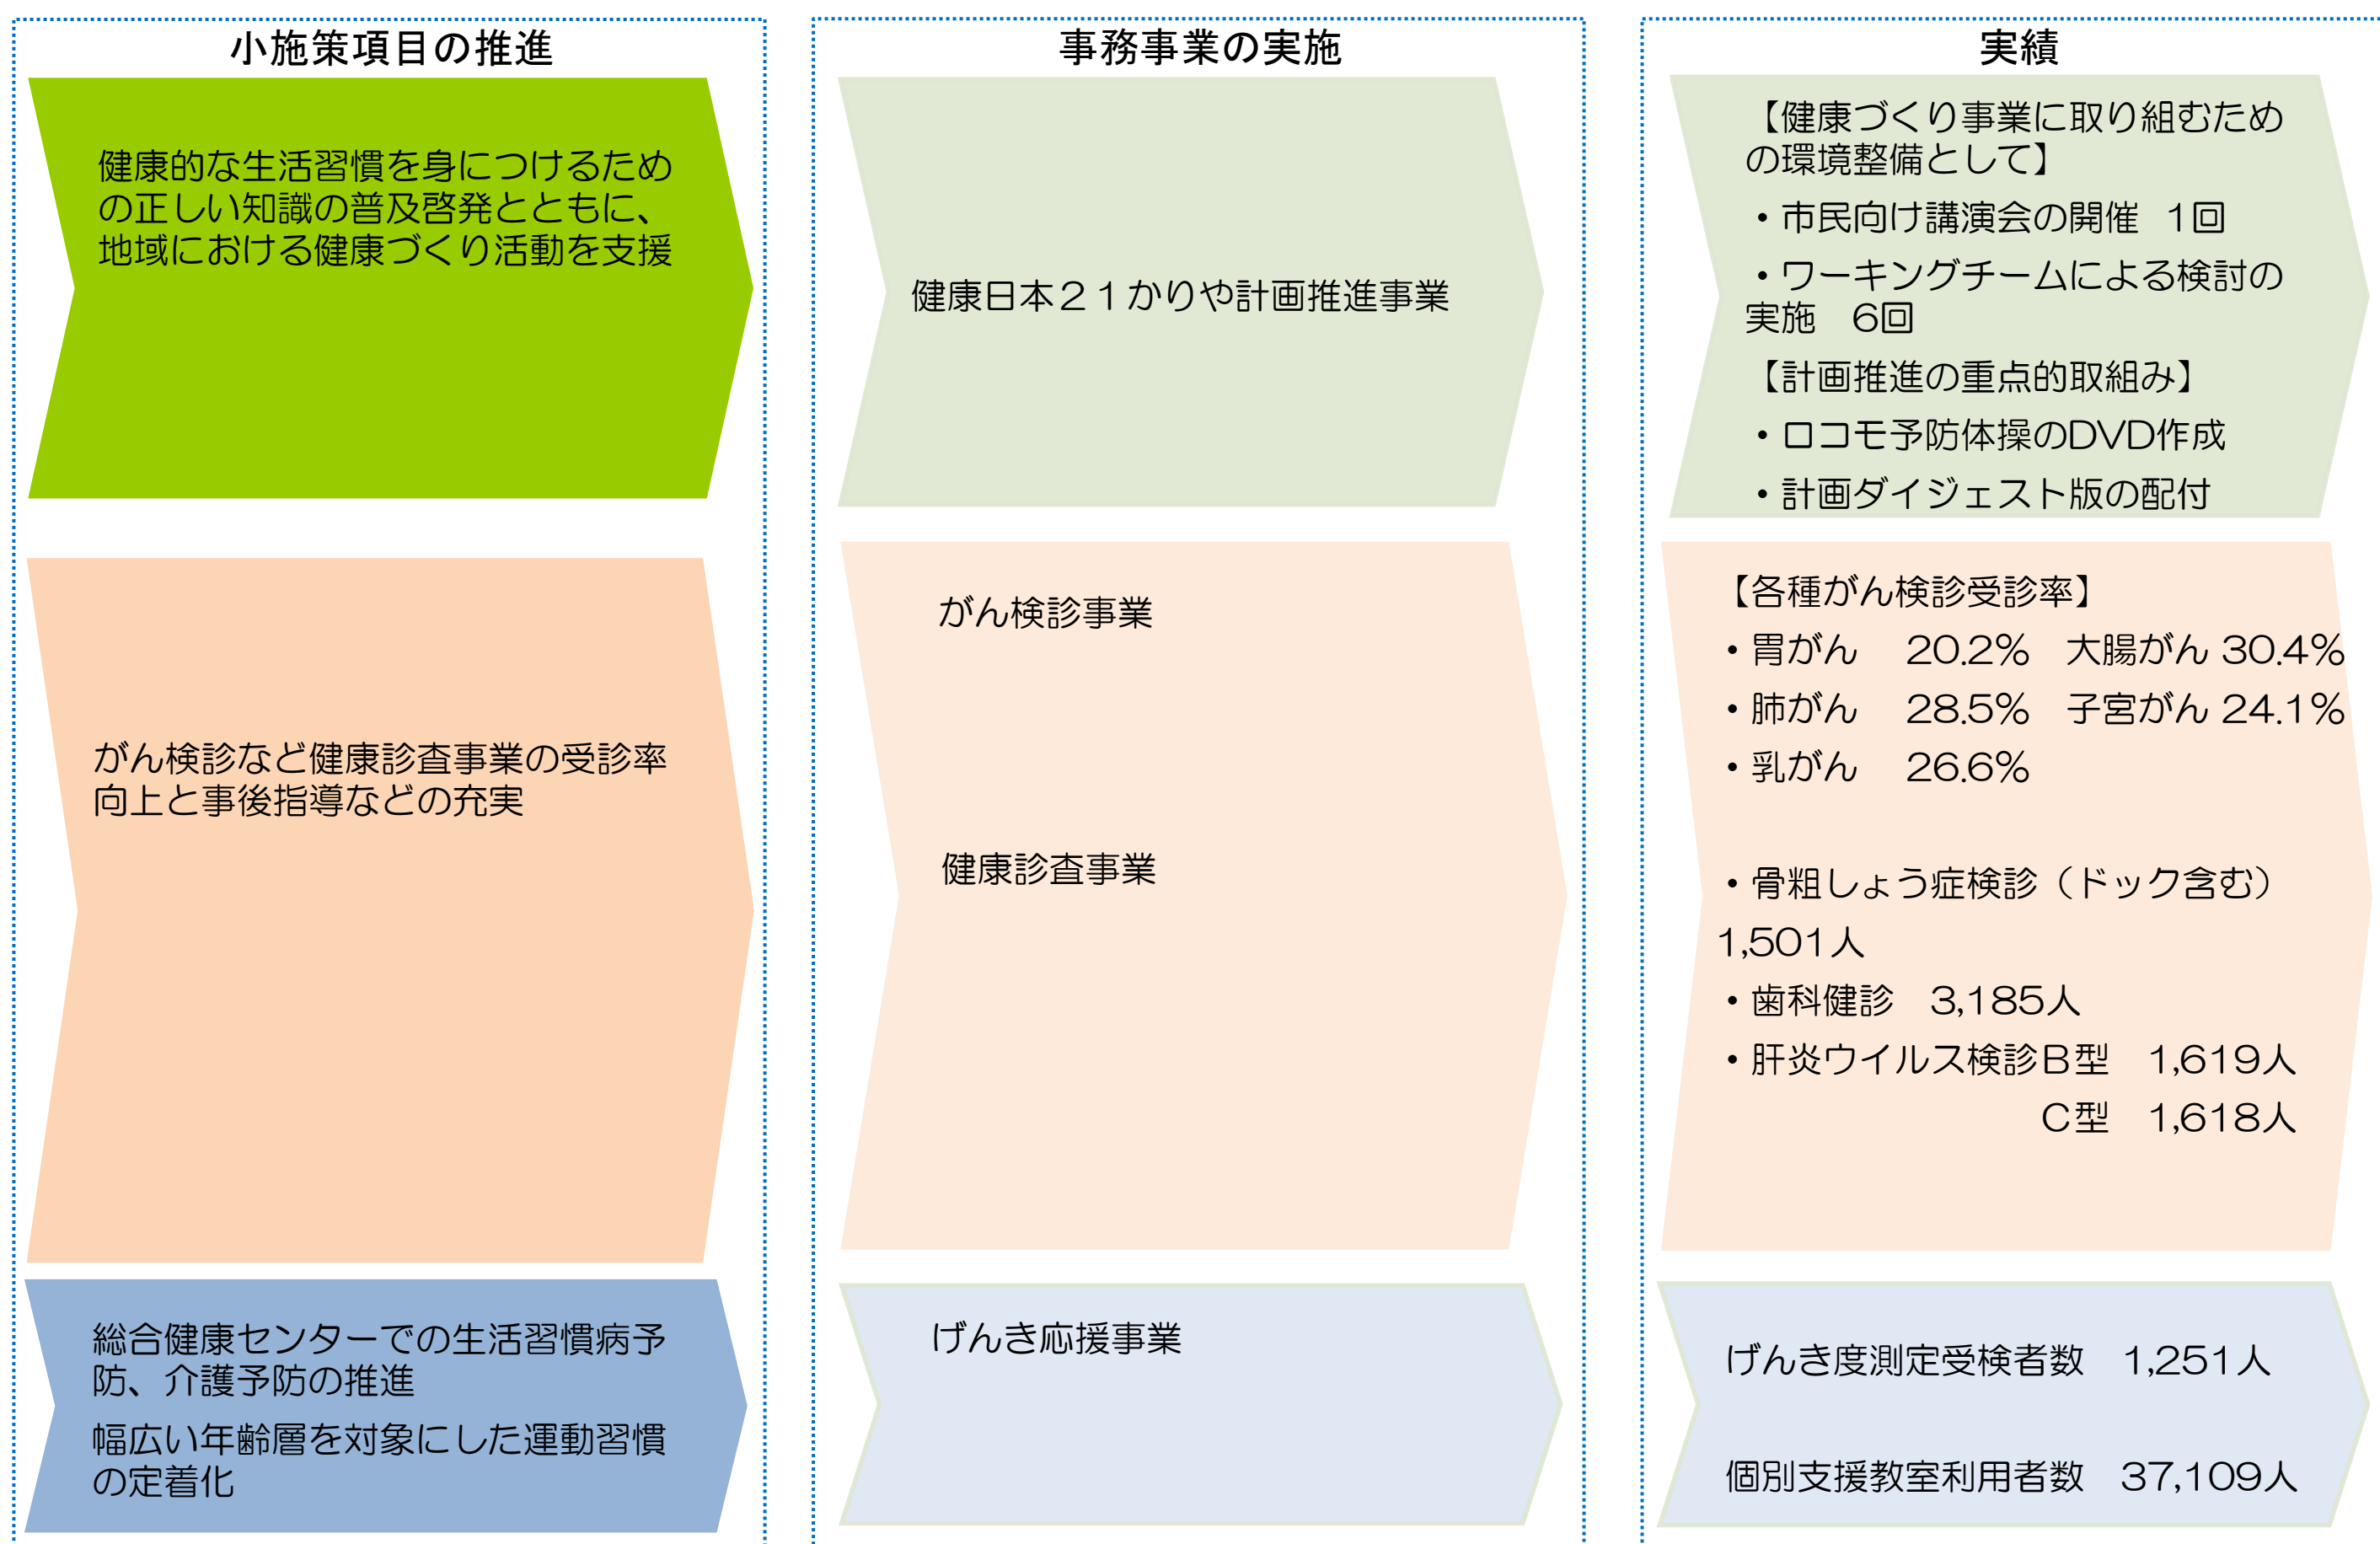 小施策項目の推進
健康的な生活習慣を身につけるため
の正しい知識の普及啓発とともに、
地域における健康づくり活動を支援
がん検診など健康診査事業の受診率
向上と事後指導などの充実
総合健康センターでの生活習慣病予
防、介護予防の推進
幅広い年齢層を対象にした運動習慣
の定着化
事務事業の実施
健康日本２１かりや計画推進事業
がん検診事業
健康診査事業
げんき応援事業
実績
【健康づくり事業に取り組むため
の環境整備として】
・市民向け講演会の開催 1回
・ワーキングチームによる検討の
実施　6回
【計画推進の重点的取組み】
・ロコモ予防体操のDVD作成
・計画ダイジェスト版の配付
【各種がん検診受診率】
・胃がん　20.2%　大腸がん 30.4%
・肺がん　28.5%　子宮がん 24.1%
・乳がん　26.6%
・骨粗しょう症検診（ドック含む）
1,501人
・歯科健診　3,185人
・肝炎ウイルス検診Ｂ型　1,619人
Ｃ型　1,618人
げんき度測定受検者数　1,251人
個別支援教室利用者数　37,109人